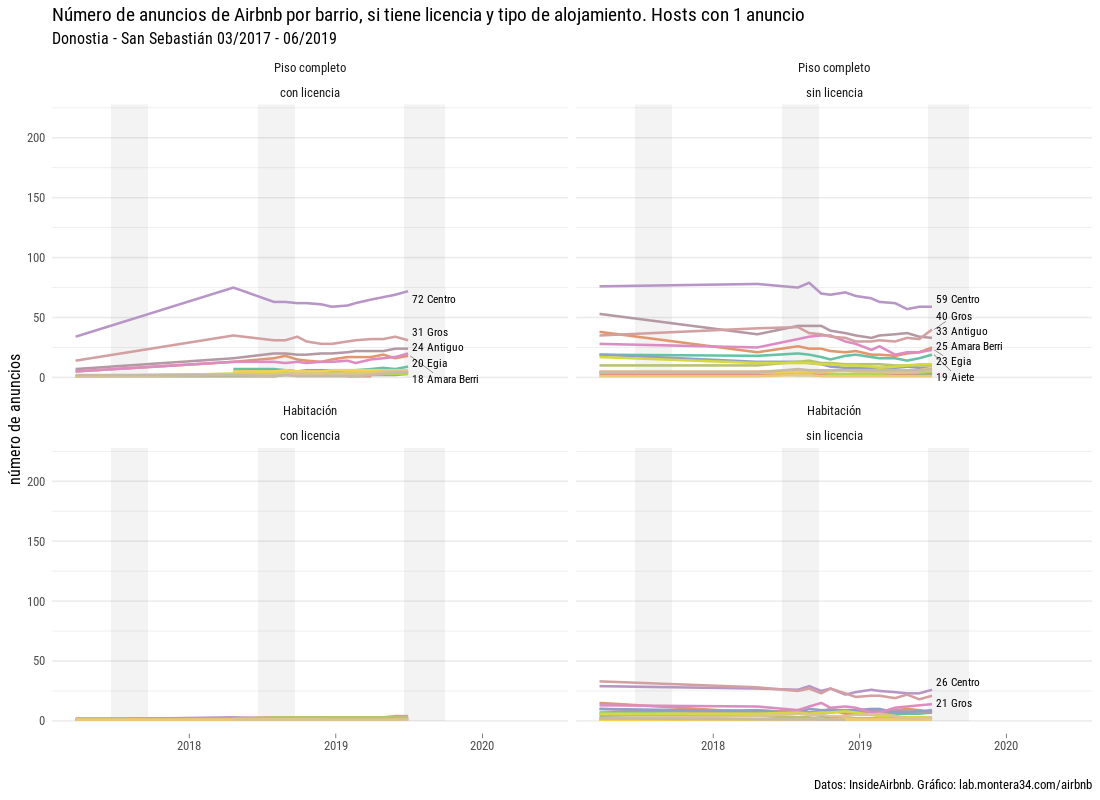 Número de anuncios de Airbnb por barrio, si tiene licencia y tipo de alojamiento. Hosts con 1 anuncio
Donostia - San Sebastián 03/2017 - 06/2019
Piso completo
con licencia
Piso completo
sin licencia
200
150
100
50
0
72 Centro
31 Gros
24 Antiguo
20 Egia
18 Amara Berri
59 Centro
40 Gros
33 Antiguo
25 Amara Berri
23 Egia
19 Aiete
Habitación
con licencia
Habitación
sin licencia
200
150
100
50
0
26 Centro
21 Gros
2018
2019
2020
2018
2019
2020
número de anuncios
Datos: InsideAirbnb. Gráfico: lab.montera34.com/airbnb